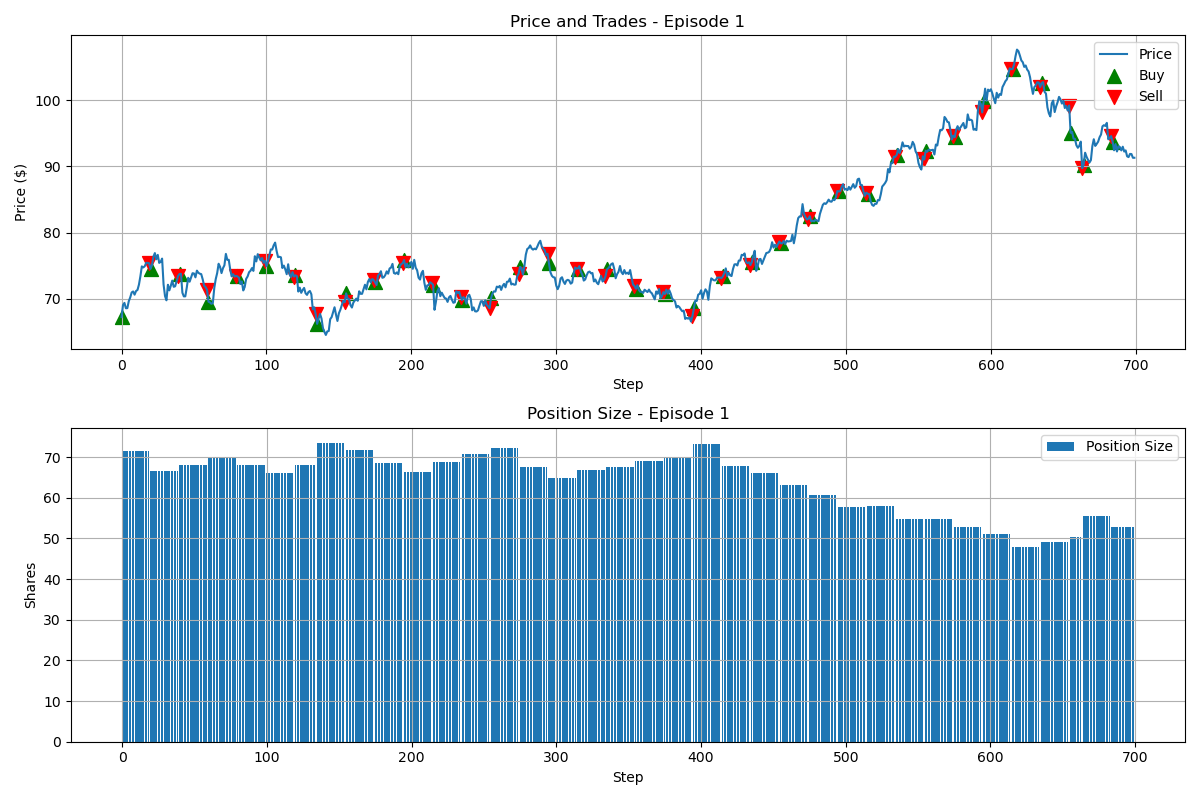 Price and Trades - Episode 1
Price ($)
100
90
80
70
Price
Buy
Sell
0 100 200 300 400 500 600 700
Step
Position Size - Episode 1
Shares
70
60
50
40
30
20
10
0
Position Size
0 100 200 300 400 500 600 700
Step